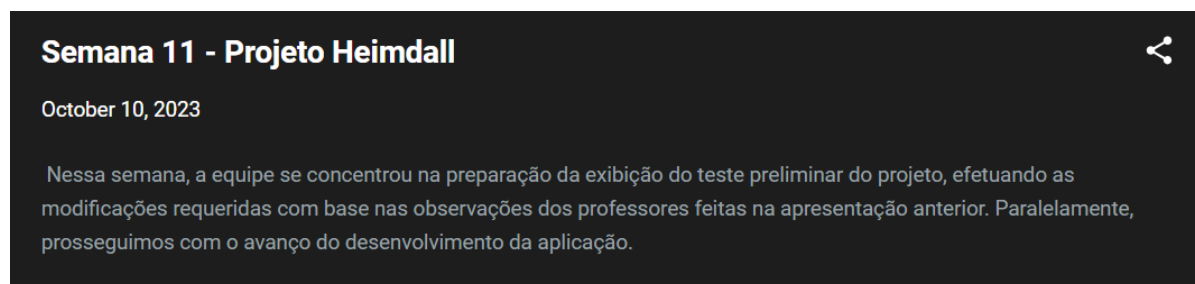 Semana 11 - Projeto Heimdall
October 10, 2023
Nessa semana, a equipe se concentrou na preparação da exibição do teste preliminar do projeto, efetuando as
modificações requeridas com base nas observações dos professores feitas na apresentação anterior. Paralelamente,
prosseguimos com o avanço do desenvolvimento da aplicação.